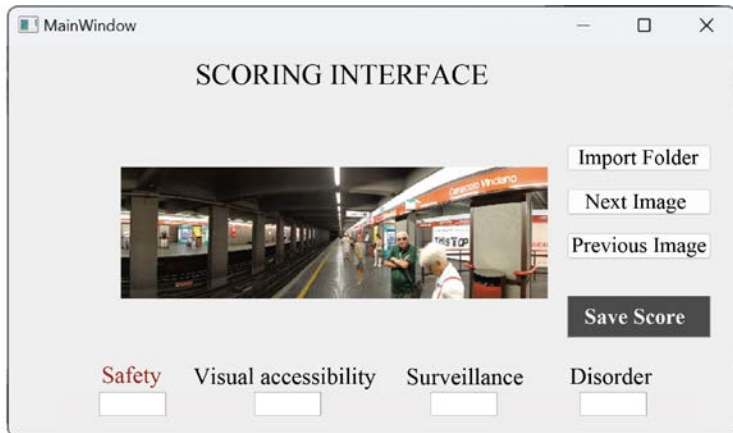 MainWindow
SCORING INTERFACE
Import Folder
Next Image
Previous Image
Save Score
Safety
Visual accessibility
Surveillance
Disorder